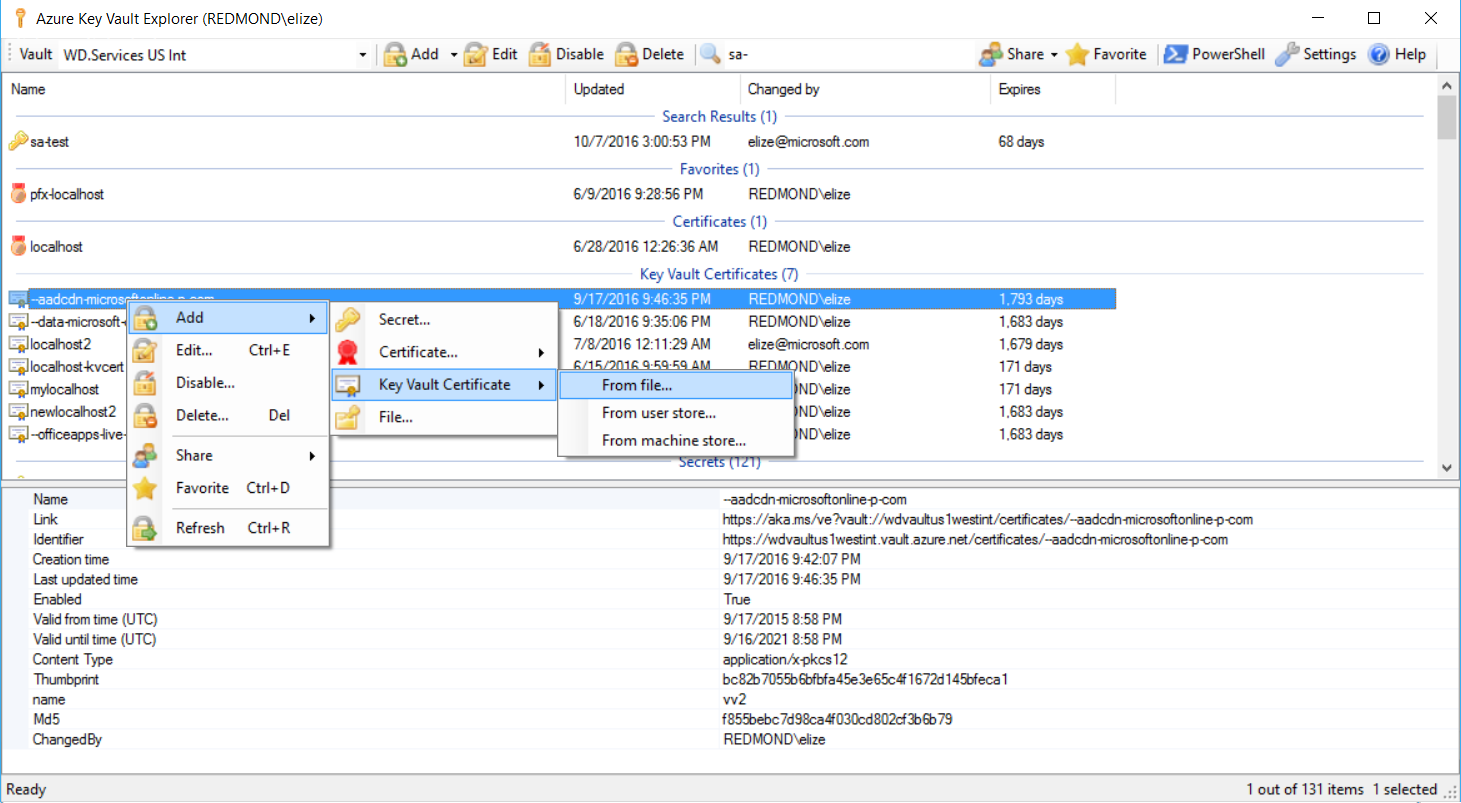 Azure Key Vault Explorer (REDMOND\elize)
Vault WD.Services US Int Add Edit Disable Delete sa- Share Favorite PowerShell Settings Help
Name Updated Changed by Expires
Search Results (1)
sa-test 10/7/2016 3:00:53 PM elize@microsoft.com 68 days
Favorites (1)
pfx-localhost 6/9/2016 9:28:56 PM REDMOND\elize
Certificates (1)
localhost 6/28/2016 12:26:36 AM REDMOND\elize
Key Vault Certificates (7)
--aadcdn-microsoftonline-p-com 9/17/2016 9:46:35 PM REDMOND\elize 1,793 days
--data-microsoft- 6/18/2016 9:35:06 PM REDMOND\elize 1,683 days
localhost2 7/8/2016 12:11:29 AM elize@microsoft.com 1,679 days
localhost-kvcert 6/15/2016 9:59:59 AM REDMOND\elize 171 days
mylocalhost OND\elize 171 days
newlocalhost2 OND\elize 1,683 days
--officeapps-live- OND\elize 1,683 days
Secrets (121)
Add
Edit... Ctrl+E
Disable...
Delete... Del
Share
Favorite Ctrl+D
Refresh Ctrl+R
Secret...
Certificate...
Key Vault Certificate
File...
From file...
From user store...
From machine store...
Name --aadcdn-microsoftonline-p-com
Link https://aka.ms/ve?vault://wdvaultus1westint/certificates/--aadcdn-microsoftonline-p-com
Identifier https://wdvaultus1westint.vault.azure.net/certificates/--aadcdn-microsoftonline-p-com
Creation time 9/17/2016 9:42:07 PM
Last updated time 9/17/2016 9:46:35 PM
Enabled True
Valid from time (UTC) 9/17/2015 8:58 PM
Valid until time (UTC) 9/16/2021 8:58 PM
Content Type application/x-pkcs12
Thumbprint bc82b7055b6bfbfa45e3e65c4f1672d145bfeca1
name vv2
Md5 f855bebc7d98ca4f030cd802cf3b6b79
ChangedBy REDMOND\elize
Ready 1 out of 131 items 1 selected